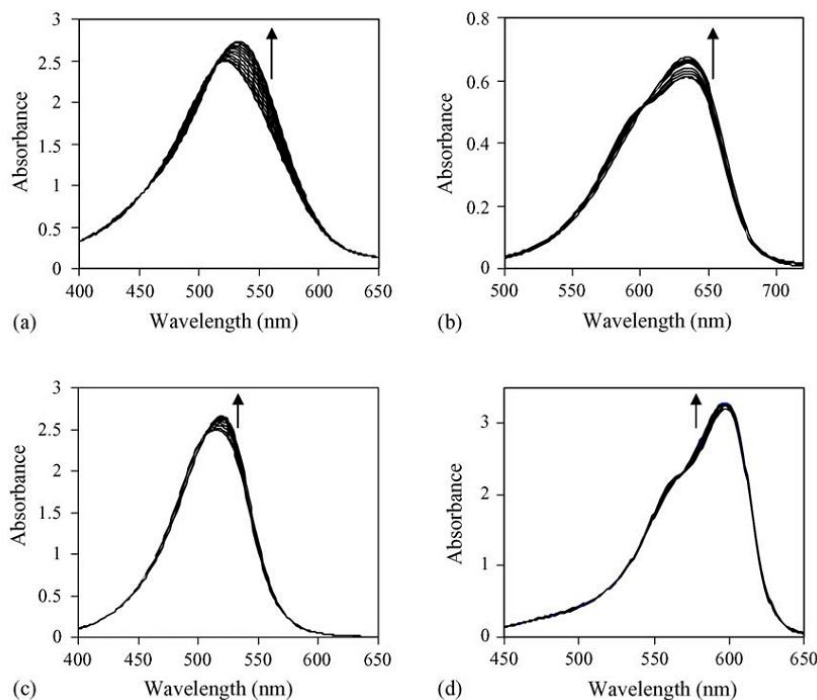 3
2.5
2
1.5
1
0.5
0
Absorbance
400 450 500 550 600 650
Wavelength (nm)
(a)
0.8
0.6
0.4
0.2
0
Absorbance
500 550 600 650 700
Wavelength (nm)
(b)
3
2.5
2
1.5
1
0.5
0
Absorbance
400 450 500 550 600 650
Wavelength (nm)
(c)
3
2
1
0
Absorbance
450 500 550 600 650
Wavelength (nm)
(d)